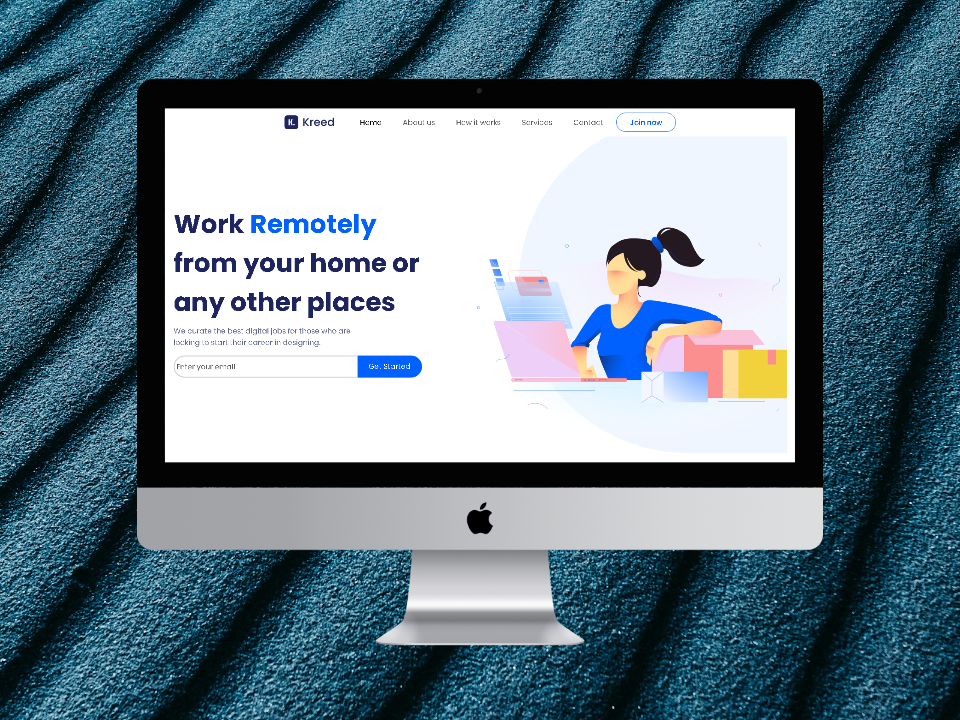 K. Kreed Home About us How it works Services Contact Join now
Work Remotely
from your home or
any other places
We curate the best digital jobs for those who are
looking to start their career in designing.
Enter your email Get Started